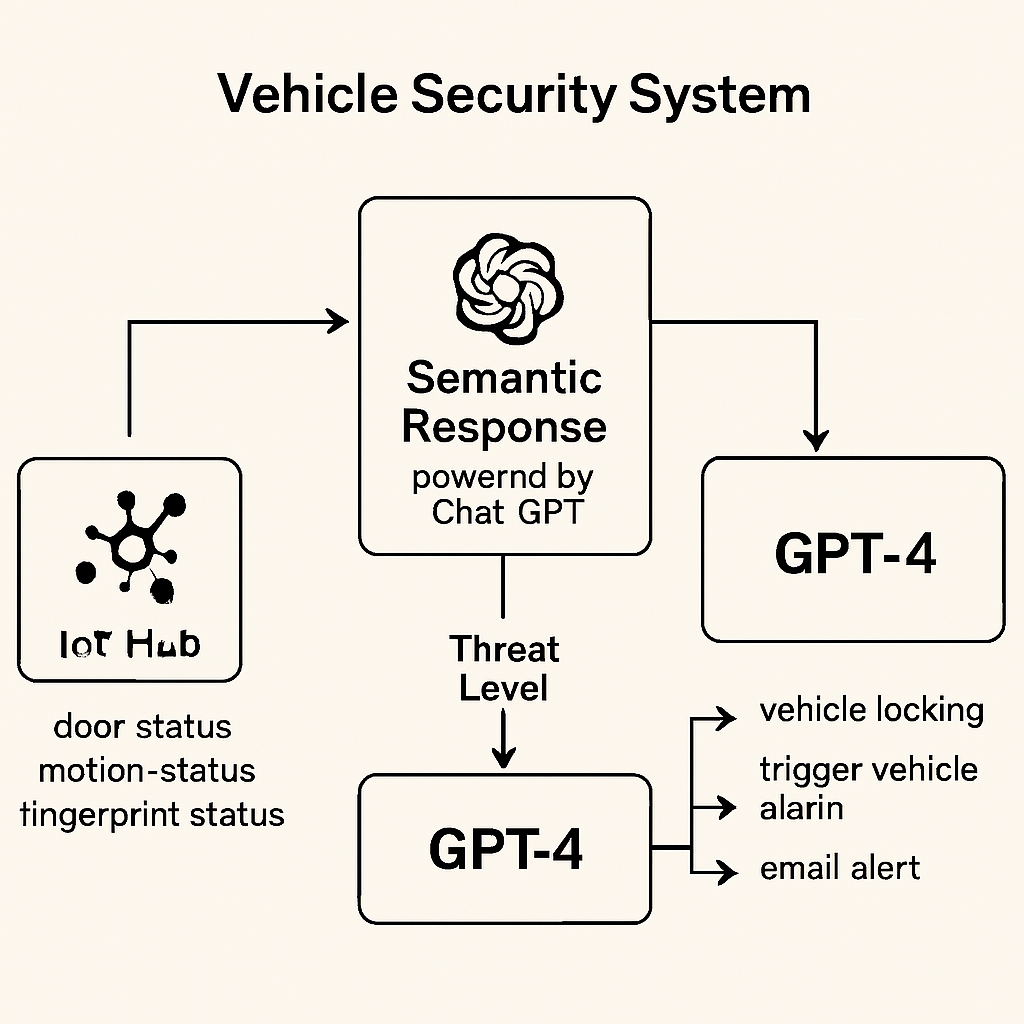 Vehicle Security System
Semantic
Response
powernd by
Chat GPT
GPT-4
IoT Hub
door status
motion-status
tingerprint status
Threat
Level
GPT-4
vehicle locking
trigger vehicle
alarin
email alert